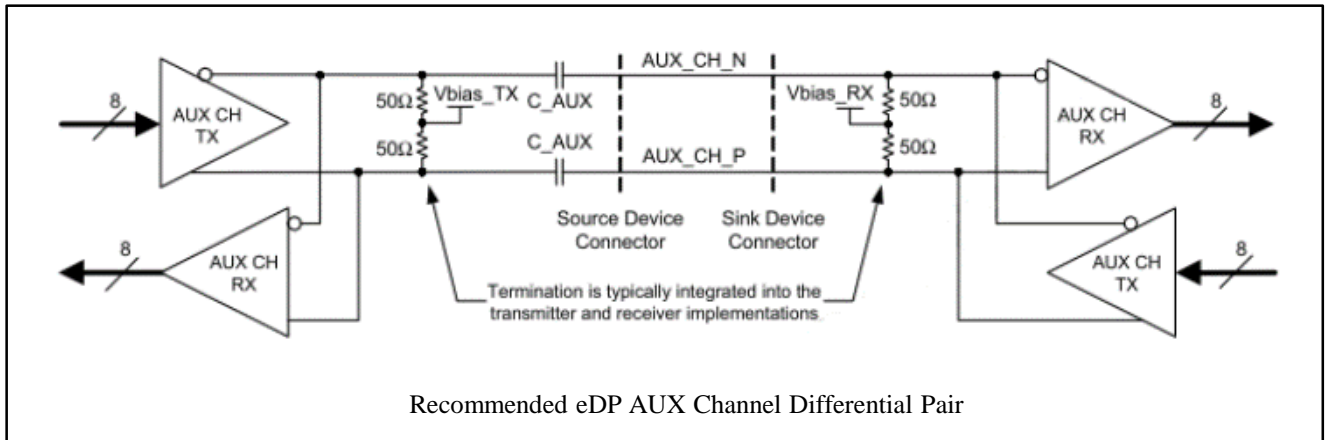 AUX_CH_N
8
AUX CH
TX
50Ω
Vbias_TX
C_AUX
Vbias_RX
50Ω
AUX CH
RX
8
50Ω
C_AUX
AUX_CH_P
50Ω
Source Device
Connector
Sink Device
Connector
8
AUX CH
RX
AUX CH
TX
8
Termination is typically integrated into the
transmitter and receiver implementations
Recommended eDP AUX Channel Differential Pair